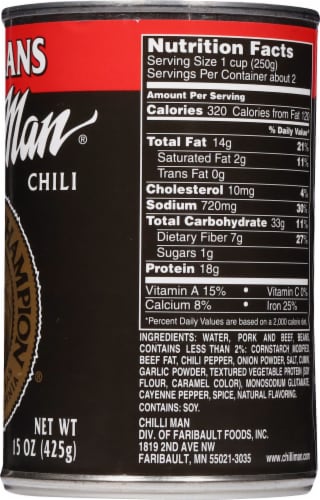 ANS
Man®
CHILI
CHAMPION
®
NET WT
15 OZ (425g)
Nutrition Facts
Serving Size 1 cup (250g)
Servings Per Container about 2
Amount Per Serving
Calories 320 Calories from Fat 120
% Daily Value*
Total Fat 14g 21%
Saturated Fat 2g 11%
Trans Fat 0g
Cholesterol 10mg 4%
Sodium 720mg 30%
Total Carbohydrate 33g 11%
Dietary Fiber 7g 27%
Sugars 1g
Protein 18g
Vitamin A 15% • Vitamin C 0%
Calcium 8% • Iron 25%
*Percent Daily Values are based on a 2,000 calorie diet.
INGREDIENTS: WATER, PORK AND BEEF, BEANS,
CONTAINS LESS THAN 2%: CORNSTARCH MODIFIED,
BEEF FAT, CHILI PEPPER, ONION POWDER, SALT,
GARLIC POWDER, TEXTURED VEGETABLE PROTEIN (SOY
FLOUR, CARAMEL COLOR), MONOSODIUM GLUTAMATE,
CAYENNE PEPPER, SPICE, NATURAL FLAVORING.
CONTAINS: SOY.
CHILLI MAN
DIV. OF FARIBAULT FOODS, INC.
1819 2ND AVE NW
FARIBAULT, MN 55021-3035 www.chilliman.com